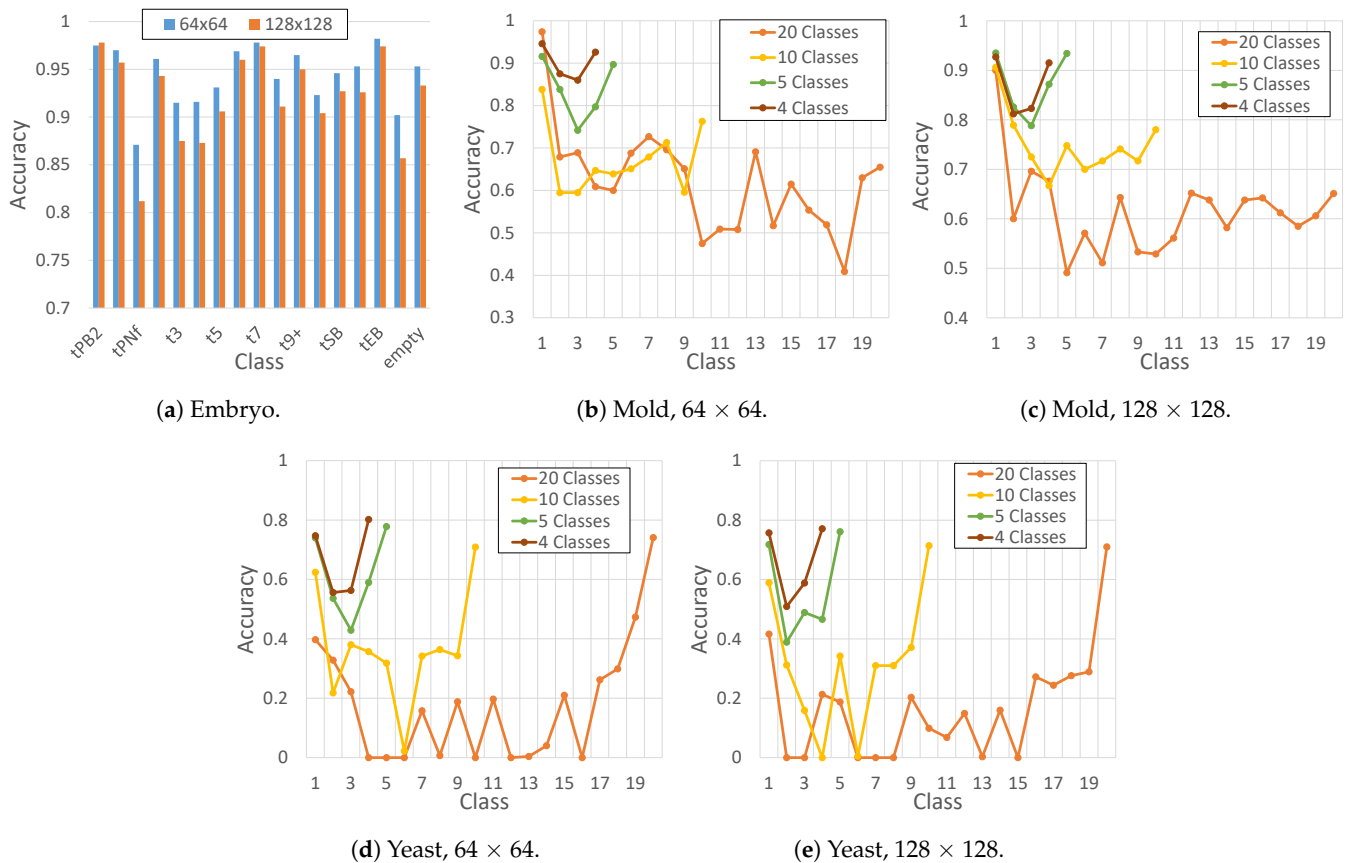 64x64 128x128
Accuracy
1
0.95
0.9
0.85
0.8
0.75
0.7
tPB2 tPNf t3 t5 t7 t9+ tSB tEB empty
Class
(a) Embryo.
20 Classes
10 Classes
5 Classes
4 Classes
Accuracy
1
0.9
0.8
0.7
0.6
0.5
0.4
0.3
1 3 5 7 9 11 13 15 17 19
Class
(b) Mold, 64 × 64.
20 Classes
10 Classes
5 Classes
4 Classes
Accuracy
1
0.9
0.8
0.7
0.6
0.5
0.4
1 3 5 7 9 11 13 15 17 19
Class
(c) Mold, 128 × 128.
20 Classes
10 Classes
5 Classes
4 Classes
Accuracy
1
0.8
0.6
0.4
0.2
0
1 3 5 7 9 11 13 15 17 19
Class
(d) Yeast, 64 × 64.
20 Classes
10 Classes
5 Classes
4 Classes
Accuracy
1
0.8
0.6
0.4
0.2
0
1 3 5 7 9 11 13 15 17 19
Class
(e) Yeast, 128 × 128.